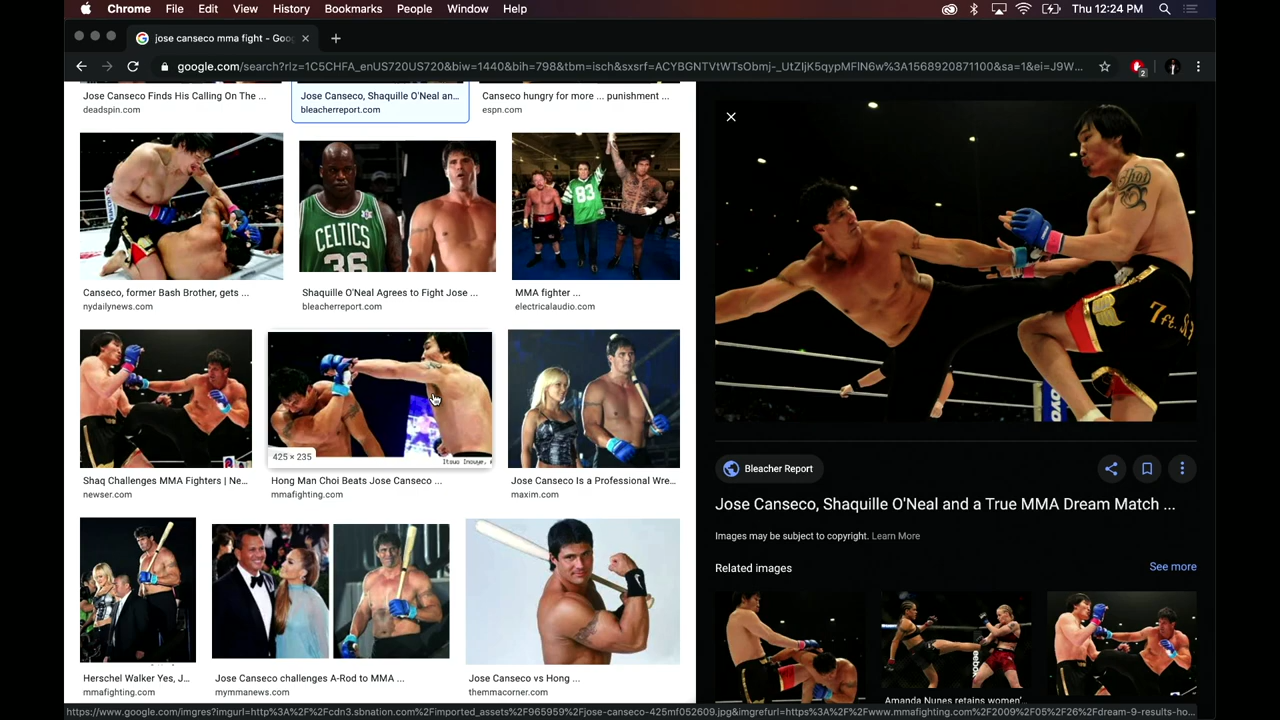 Chrome File Edit View History Bookmarks People Window Help
Thu 12:24 PM
jose canseco mma fight - Goo
google.com/search?rlz=1C5CHFA_enUS720US720&biw=1440&bih=798&tbm=isch&sxsrf=ACYBGNTVtWTsObmj-_UtZIjK5qypMFIN6w%3A1568920871100&sa=1&ei=J9W...
2
Jose Canseco Finds His Calling On The ...
deadspin.com
Jose Canseco, Shaquille O'Neal an...
bleacherreport.com
Canseco hungry for more ... punishment ...
espn.com
CELTICS
36
83
Canseco, former Bash Brother, gets ...
nydailynews.com
Shaquille O'Neal Agrees to Fight Jose ...
bleacherreport.com
MMA fighter ...
electricalaudio.com
425 × 235
Shaq Challenges MMA Fighters | Ne...
newser.com
Hong Man Choi Beats Jose Canseco ...
mmafighting.com
Jose Canseco Is a Professional Wre...
maxim.com
Herschel Walker Yes, J...
mmafighting.com
Jose Canseco challenges A-Rod to MMA ...
mymmanews.com
Jose Canseco vs Hong ...
themmacorner.com
Choi
7ft.
Bleacher Report
Jose Canseco, Shaquille O'Neal and a True MMA Dream Match ...
Images may be subject to copyright. Learn More
Related images
See more
Amanda Nunes retains women'
https://www.google.com/imgres?imgurl=http%3A%2F%2Fcdn3.sbnation.com%2Fimported_assets%2F965959%2Fjose-canseco-425mf052609.jpg&imgrefurl=https%3A%2F%2Fwww.mmafighting.com%2F2009%2F05%2F26%2Fdream-9-results-ho...